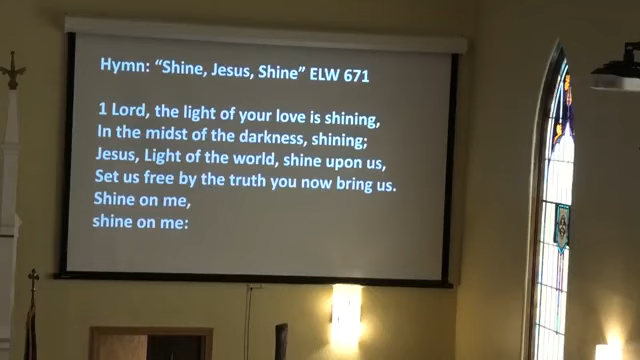 Hymn: “Shine, Jesus, Shine” ELW 671
1 Lord, the light of your love is shining,
In the midst of the darkness, shining;
Jesus, Light of the world, shine upon us,
Set us free by the truth you now bring us.
Shine on me,
shine on me: